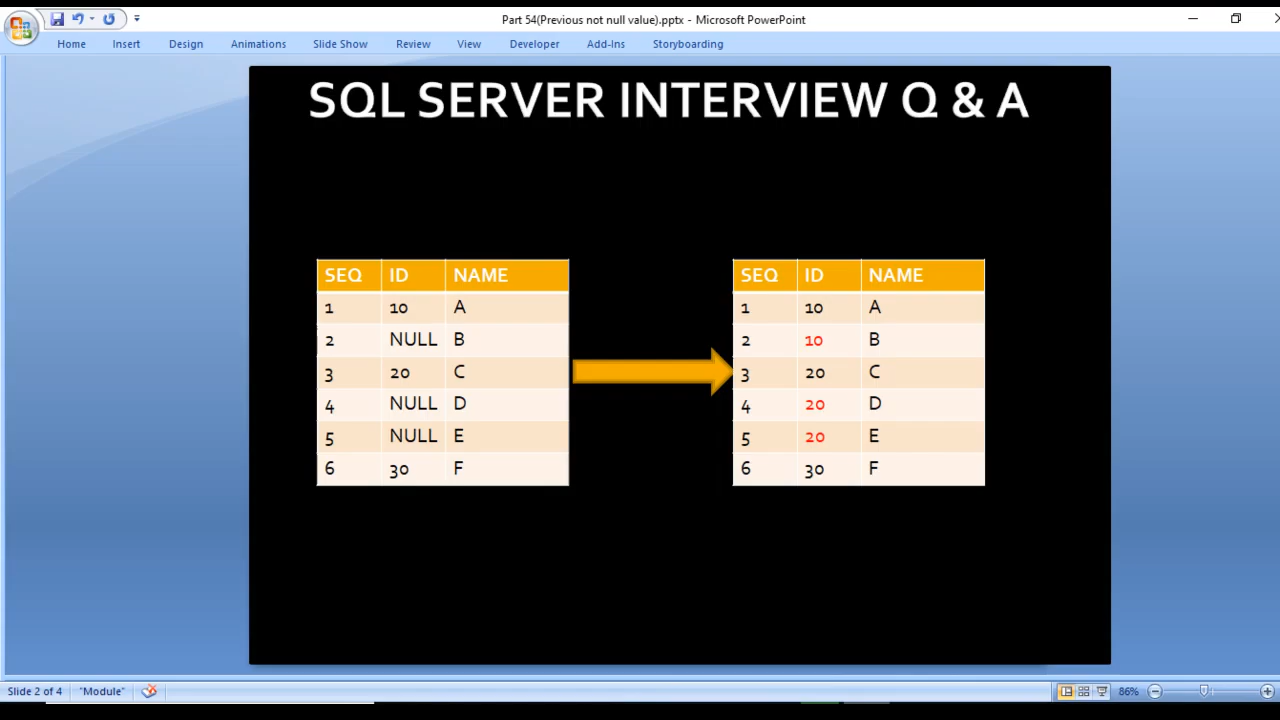 Part 54(Previous not null value).pptx - Microsoft PowerPoint
Home Insert Design Animations Slide Show Review View Developer Add-Ins Storyboarding
SQL SERVER INTERVIEW Q & A
SEQ ID NAME
1 10 A
2 NULL B
3 20 C
4 NULL D
5 NULL E
6 30 F
SEQ ID NAME
1 10 A
2 10 B
3 20 C
4 20 D
5 20 E
6 30 F
Slide 2 of 4 "Module" 86%